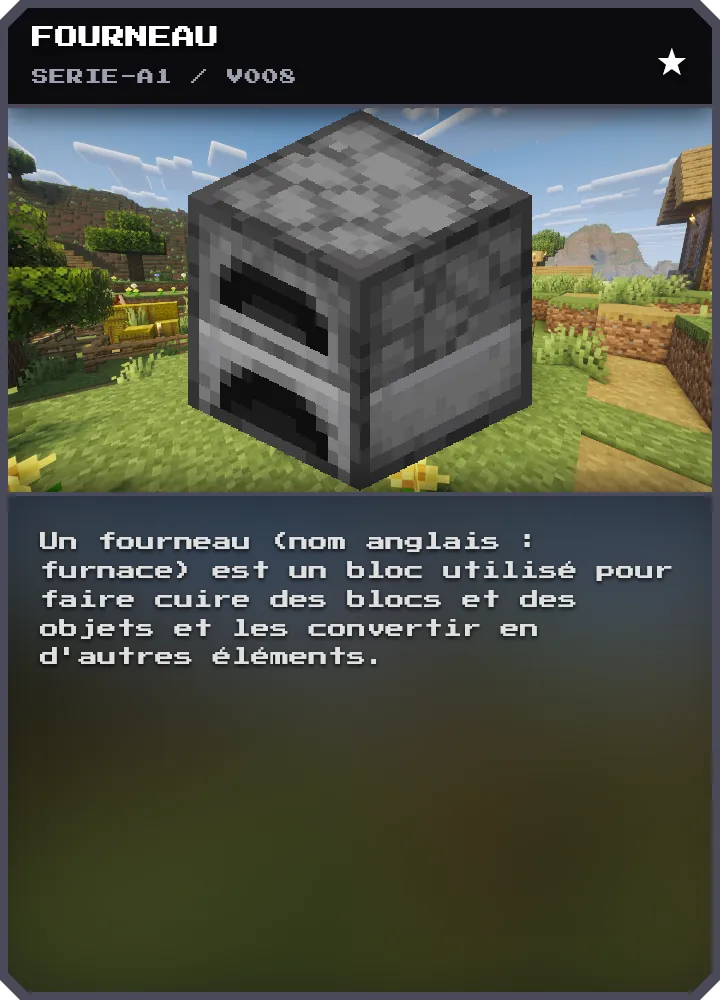 FOURNEAU
SERIE-A1 / V008
Un fourneau (nom anglais :
furnace) est un bloc utilisé pour
faire cuire des blocs et des
objets et les convertir en
d'autres éléments.